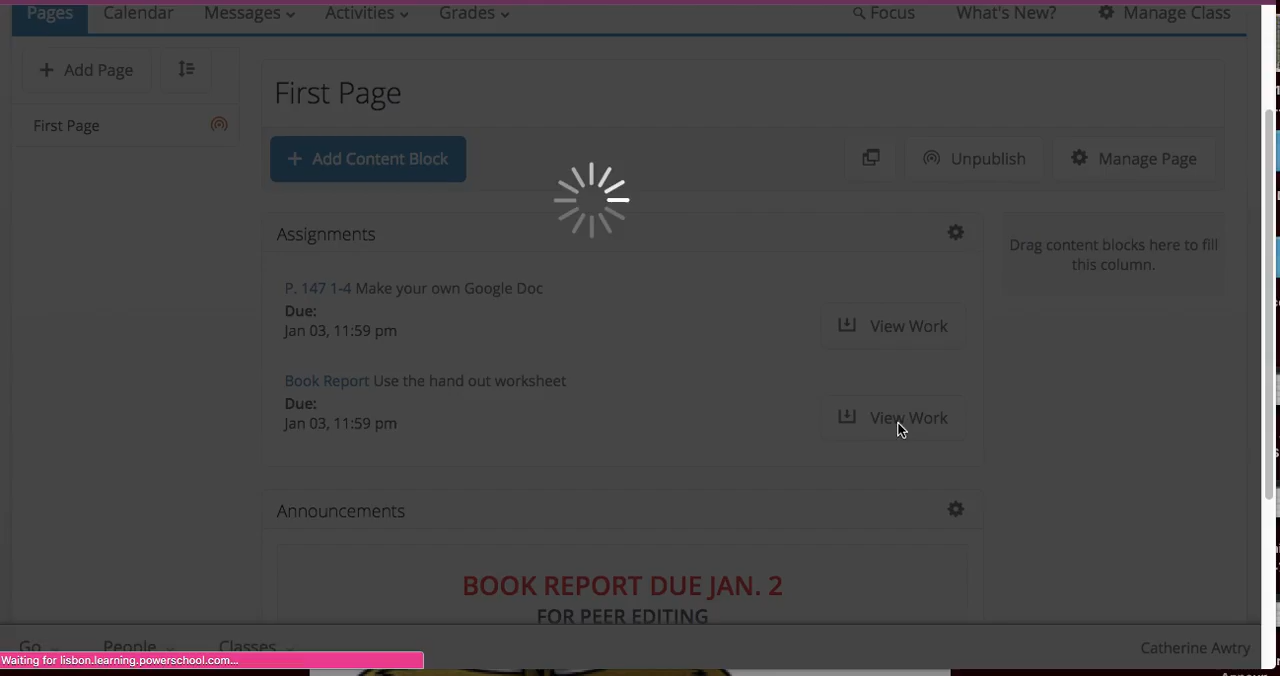 Pages Calendar Messages Activities Grades Focus What's New? Manage Class
+ Add Page
First Page
First Page
+ Add Content Block Unpublish Manage Page
Assignments
P. 147 1-4 Make your own Google Doc
Due:
Jan 03, 11:59 pm
View Work
Book Report Use the hand out worksheet
Due:
Jan 03, 11:59 pm
View Work
Drag content blocks here to fill
this column.
Announcements
BOOK REPORT DUE JAN. 2
FOR PEER EDITING
Go People Classes Catherine Awtry
Waiting for lisbon.learning.powerschool.com...